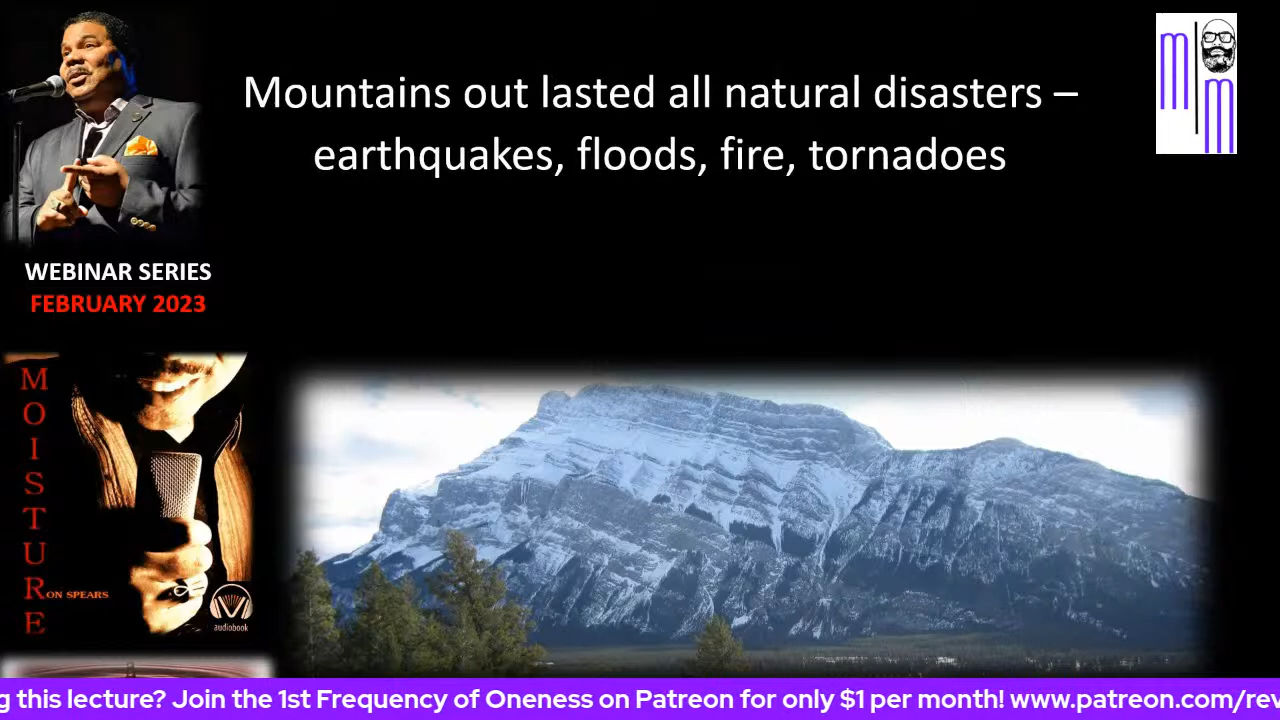 Mountains out lasted all natural disasters –
earthquakes, floods, fire, tornadoes
m|m
WEBINAR SERIES
FEBRUARY 2023
MOISTURE
ON SPEARS
audiobook
g this lecture? Join the 1st Frequency of Oneness on Patreon for only $1 per month! www.patreon.com/rev